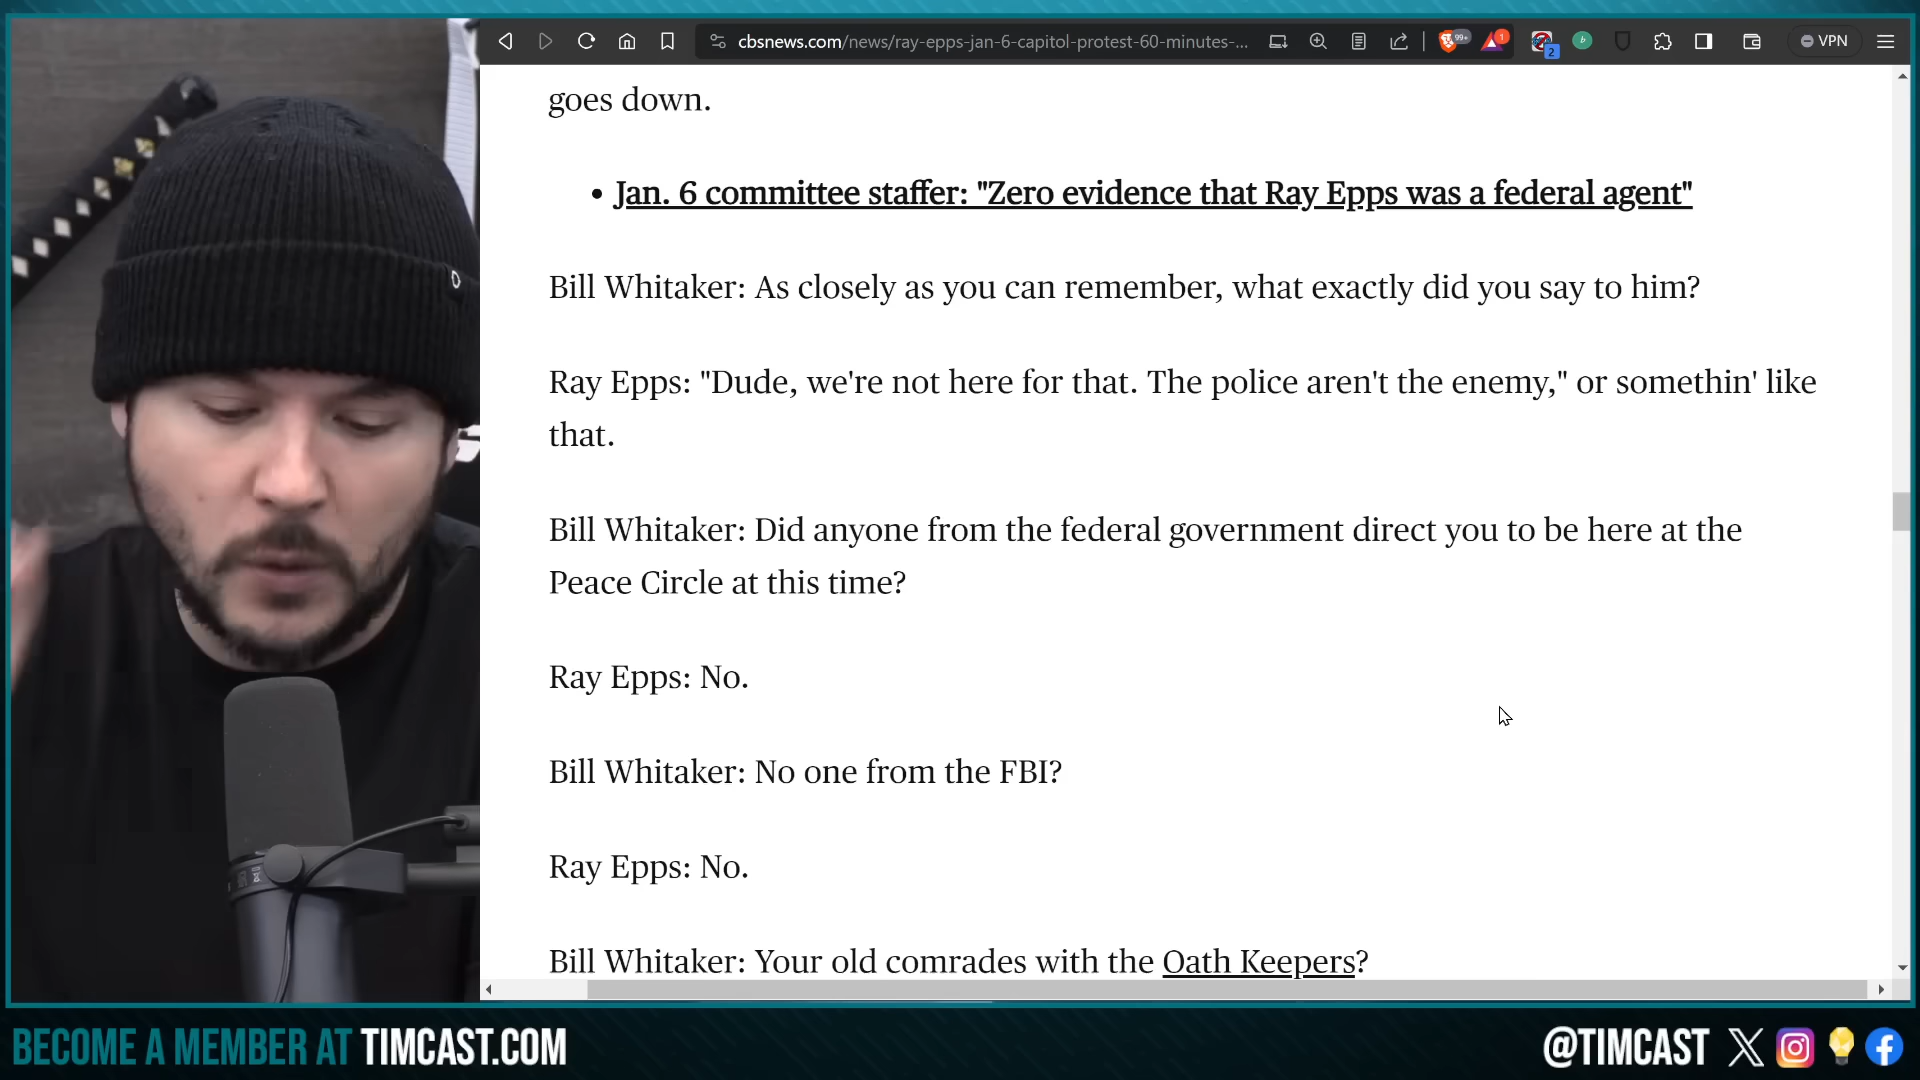 cbsnews.com/news/ray-epps-jan-6-capitol-protest-60-minutes-...
99+
1
2
b
VPN
goes down.
• Jan. 6 committee staffer: "Zero evidence that Ray Epps was a federal agent"
Bill Whitaker: As closely as you can remember, what exactly did you say to him?
Ray Epps: "Dude, we're not here for that. The police aren't the enemy," or somethin' like
that.
Bill Whitaker: Did anyone from the federal government direct you to be here at the
Peace Circle at this time?
Ray Epps: No.
Bill Whitaker: No one from the FBI?
Ray Epps: No.
Bill Whitaker: Your old comrades with the Oath Keepers?
BECOME A MEMBER AT TIMCAST.COM
@TIMCAST